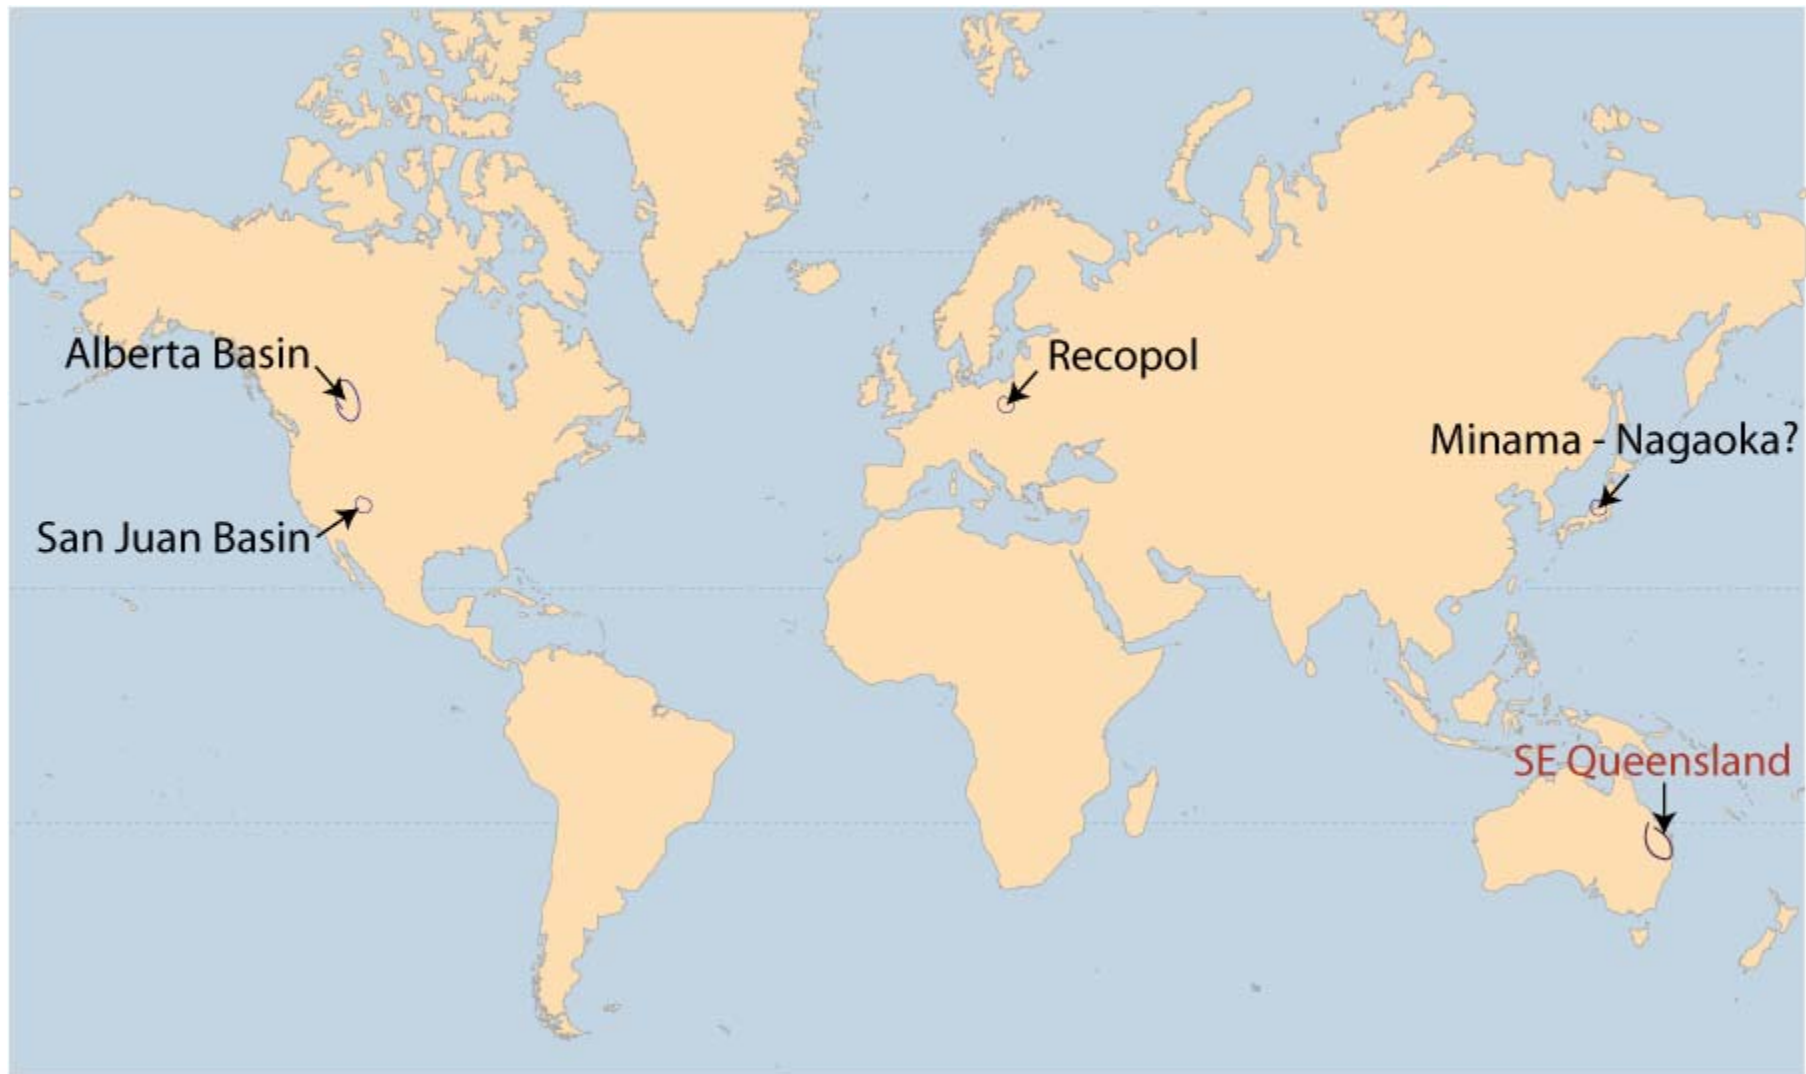 Alberta Basin
Recopol
Minama - Nagaoka?
San Juan Basin
SE Queensland